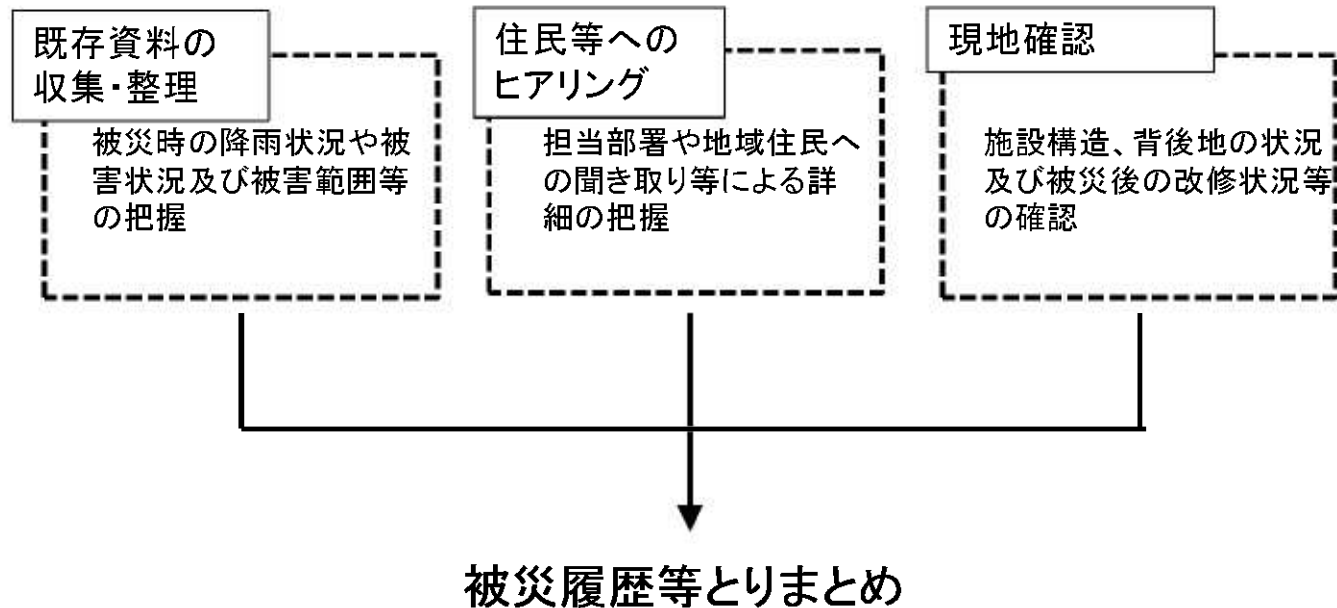 既存資料の
収集・整理
被災時の降雨状況や被
害状況及び被害範囲等
の把握
住民等への
ヒアリング
担当部署や地域住民へ
の聞き取り等による詳
細の把握
現地確認
施設構造、背後地の状況
及び被災後の改修状況等
の確認
被災履歴等とりまとめ